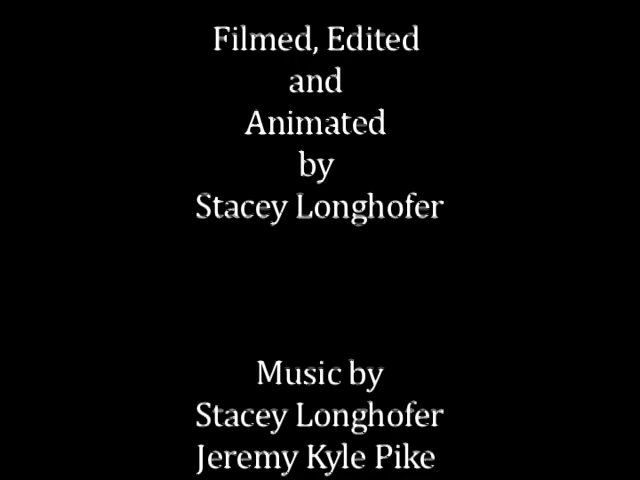 Filmed, Edited
and
Animated
by
Stacey Longhofer
Music by
Stacey Longhofer
Jeremy Kyle Pike